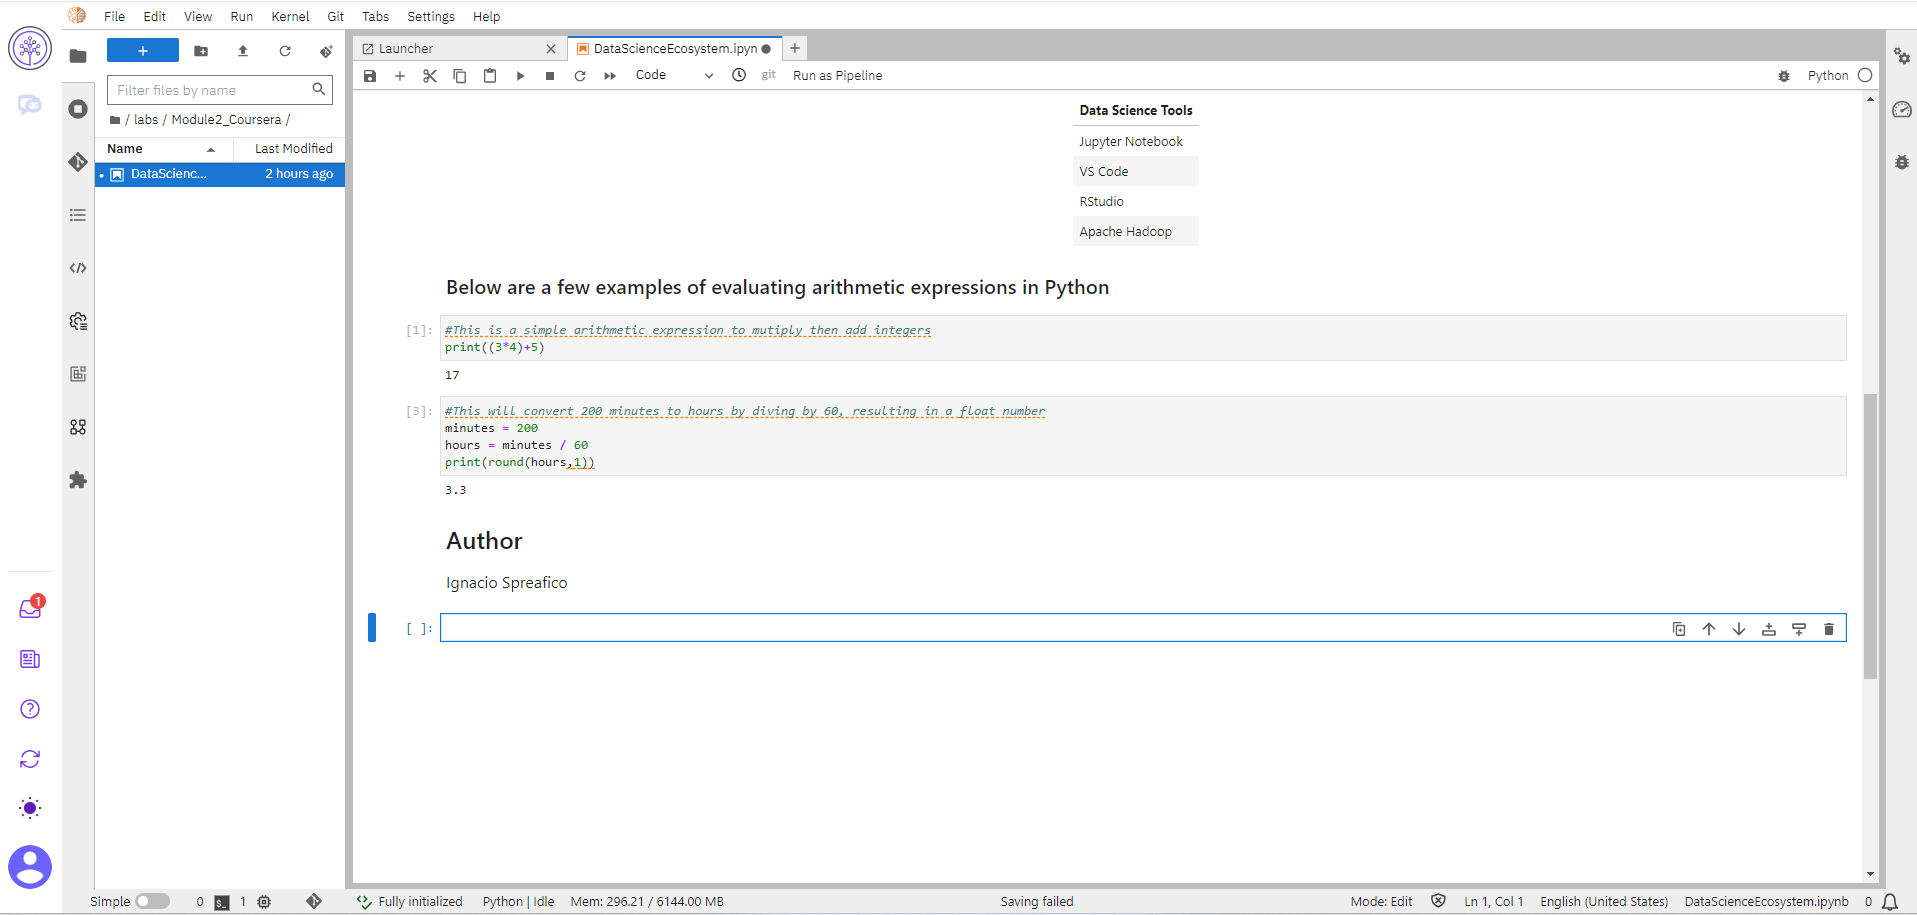 File Edit View Run Kernel Git Tabs Settings Help
Launcher
DataScienceEcosystem.ipyn
Code
git
Run as Pipeline
Python
Filter files by name
/ labs / Module2_Coursera /
Name Last Modified
DataScienc... 2 hours ago
Data Science Tools
Jupyter Notebook
VS Code
RStudio
Apache Hadoop
Below are a few examples of evaluating arithmetic expressions in Python
[1]: #This is a simple arithmetic expression to mutiply then add integers
print((3*4)+5)
17
[3]: #This will convert 200 minutes to hours by diving by 60, resulting in a float number
minutes = 200
hours = minutes / 60
print(round(hours,1))
3.3
Author
Ignacio Spreafico
[ ]:
1
Simple 0 $_ 1 Fully initialized Python | Idle Mem: 296.21 / 6144.00 MB Saving failed Mode: Edit Ln 1, Col 1 English (United States) DataScienceEcosystem.ipynb 0